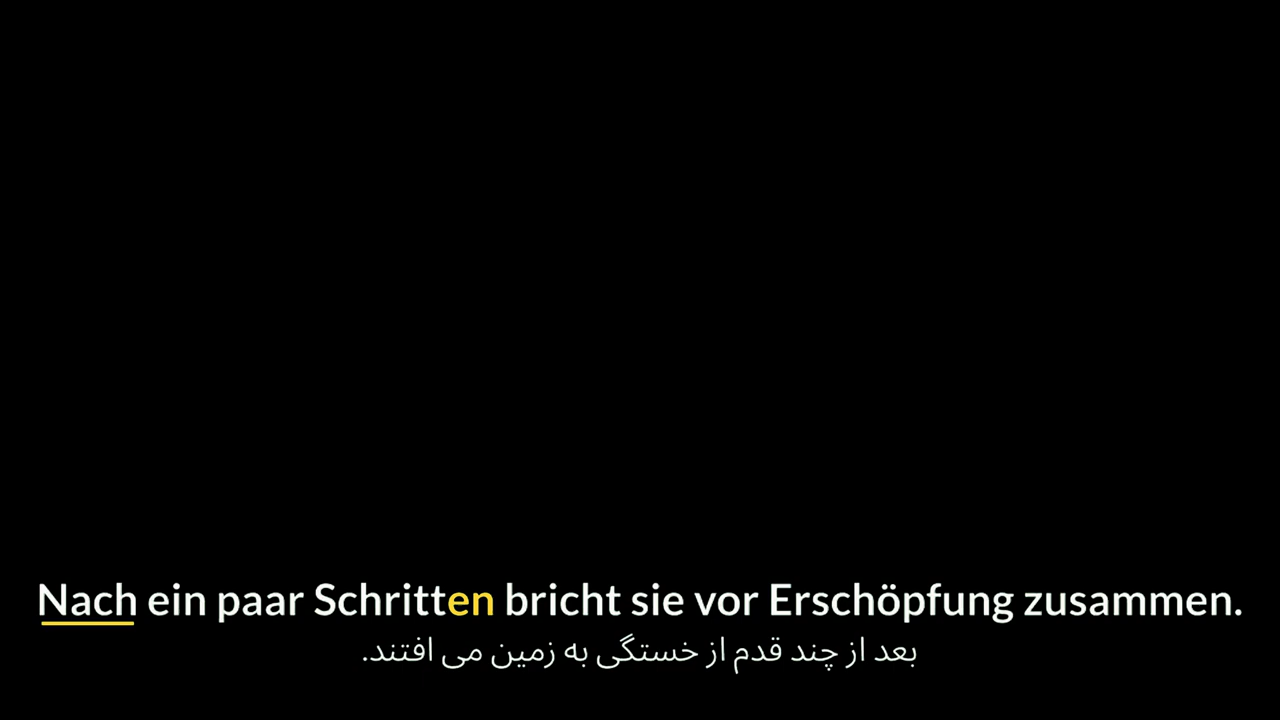 Nach ein paar Schritten bricht sie vor Erschöpfung zusammen.
بعد از چند قدم از خستگی به زمین می افتند.